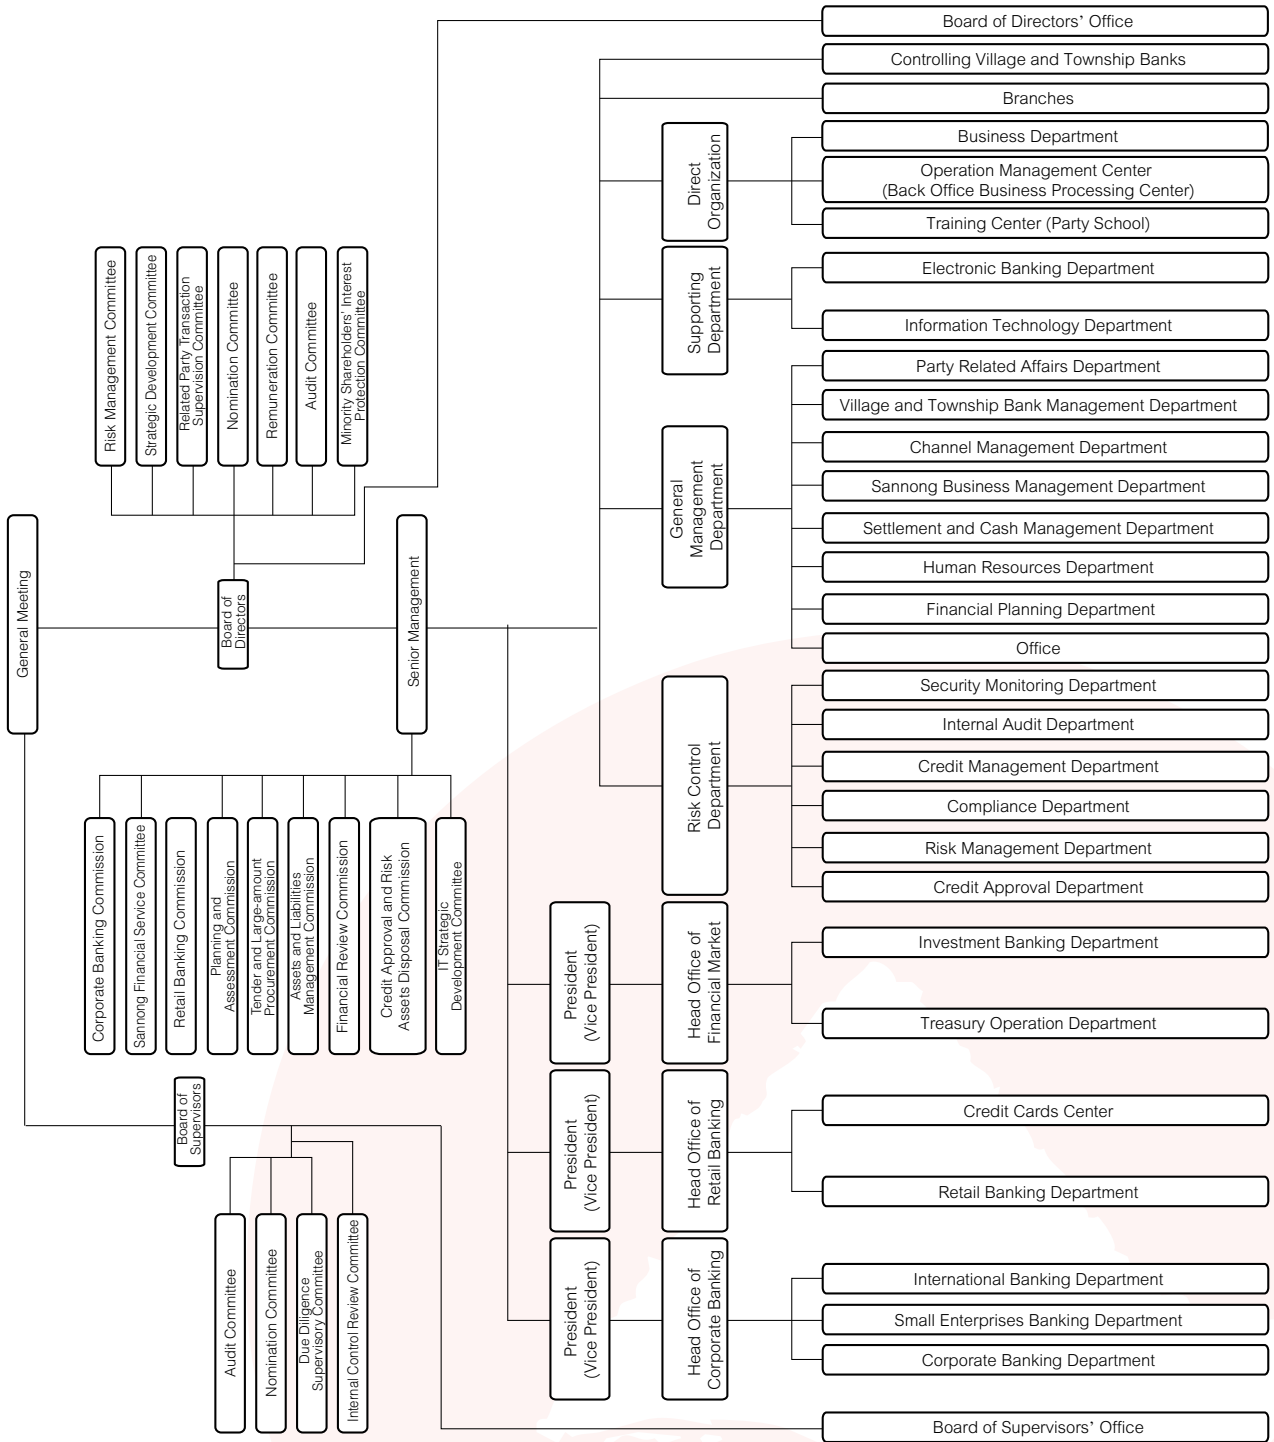 Board of Directors’ Office
Controlling Village and Township Banks
Branches
Direct
Organization
Business Department
Operation Management Center
(Back Office Business Processing Center)
Training Center (Party School)
Supporting
Department
Electronic Banking Department
Information Technology Department
Risk Management Committee
Strategic Development Committee
Related Party Transaction
Supervision Committee
Nomination Committee
Remuneration Committee
Audit Committee
Minority Shareholders’ Interest
Protection Committee
General
Management
Department
Party Related Affairs Department
Village and Township Bank Management Department
Channel Management Department
Sannong Business Management Department
Settlement and Cash Management Department
Human Resources Department
Financial Planning Department
Office
General Meeting
Board of
Directors
Senior Management
Risk Control
Department
Security Monitoring Department
Internal Audit Department
Credit Management Department
Compliance Department
Risk Management Department
Credit Approval Department
Corporate Banking Commission
Sannong Financial Service Committee
Retail Banking Commission
Planning and
Assessment Commission
Tender and Large-amount
Procurement Commission
Assets and Liabilities
Management Commission
Financial Review Commission
Credit Approval and Risk
Assets Disposal Commission
IT Strategic
Development Committee
President
(Vice President)
Head Office of
Financial Market
Investment Banking Department
Treasury Operation Department
Board of
Supervisors
President
(Vice President)
Head Office of
Retail Banking
Credit Cards Center
Retail Banking Department
Audit Committee
Nomination Committee
Due Diligence
Supervisory Committee
Internal Control Review Committee
President
(Vice President)
Head Office of
Corporate Banking
International Banking Department
Small Enterprises Banking Department
Corporate Banking Department
Board of Supervisors’ Office